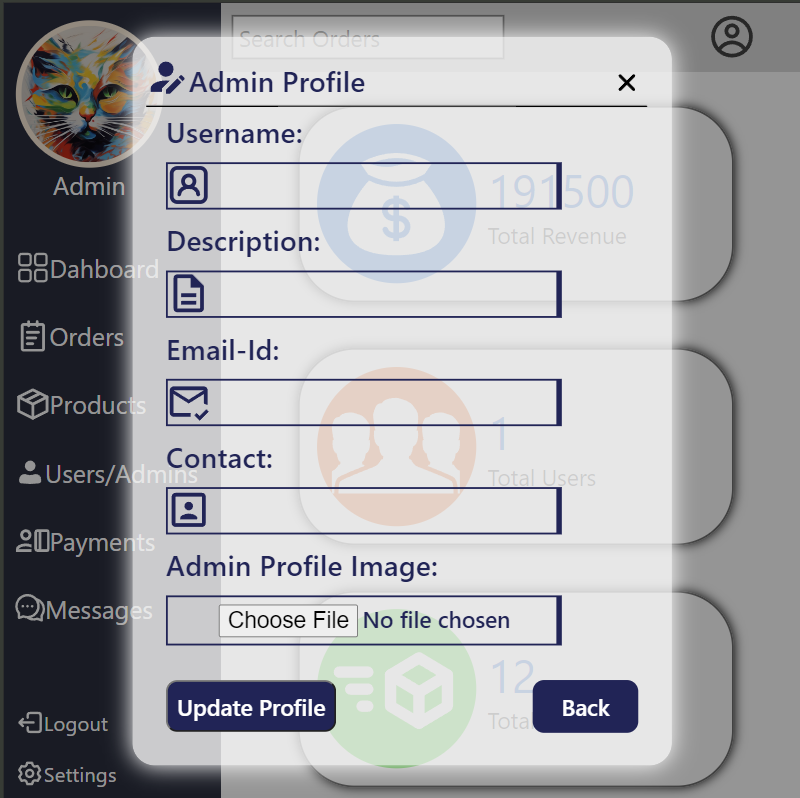 Search Orders
Admin Profile
Admin
Username:
191500
Total Revenue
Description:
Dahboard
Orders
Email-Id:
Products
1
Total Users
Contact:
Users/Admins
Payments
Admin Profile Image:
Messages
Choose File No file chosen
12
Tota
Update Profile
Back
Logout
Settings